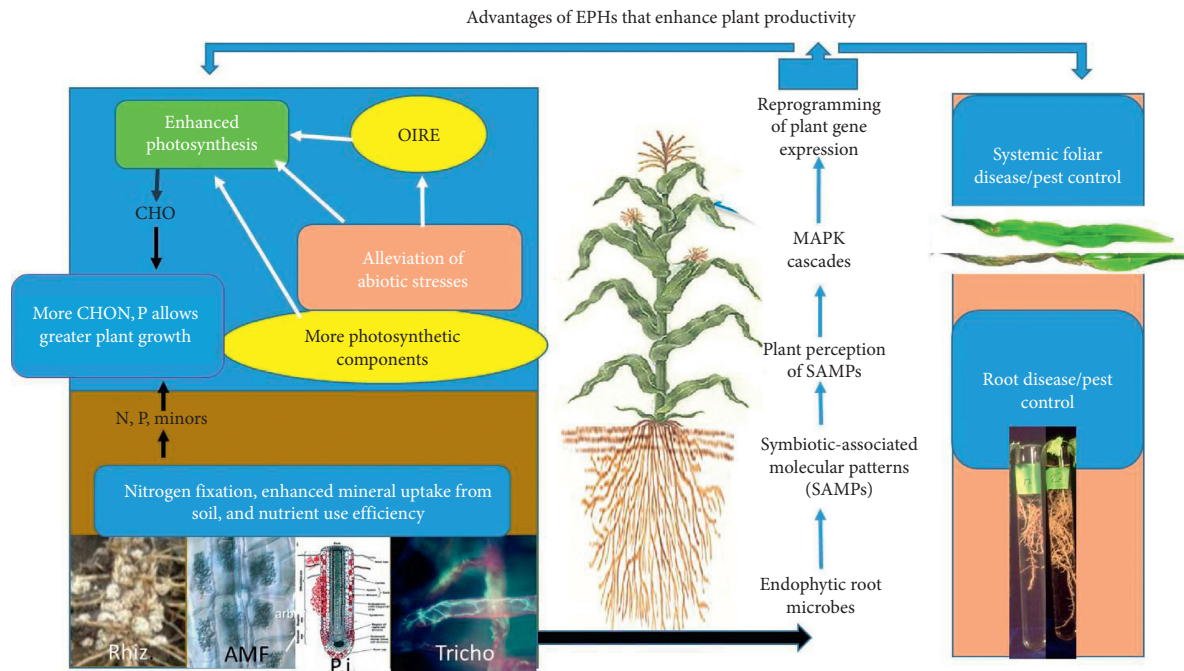 Advantages of EPHs that enhance plant productivity
Enhanced
photosynthesis
OIRE
CHO
Alleviation of
abiotic stresses
More CHON, P allows
greater plant growth
More photosynthetic
components
N, P, minors
Nitrogen fixation, enhanced mineral uptake from
soil, and nutrient use efficiency
Rhiz
AMF
P i
Tricho
Reprogramming
of plant gene
expression
MAPK
cascades
Plant perception
of SAMPs
Symbiotic-associated
molecular patterns
(SAMPs)
Endophytic root
microbes
Systemic foliar
disease/pest control
Root disease/pest
control